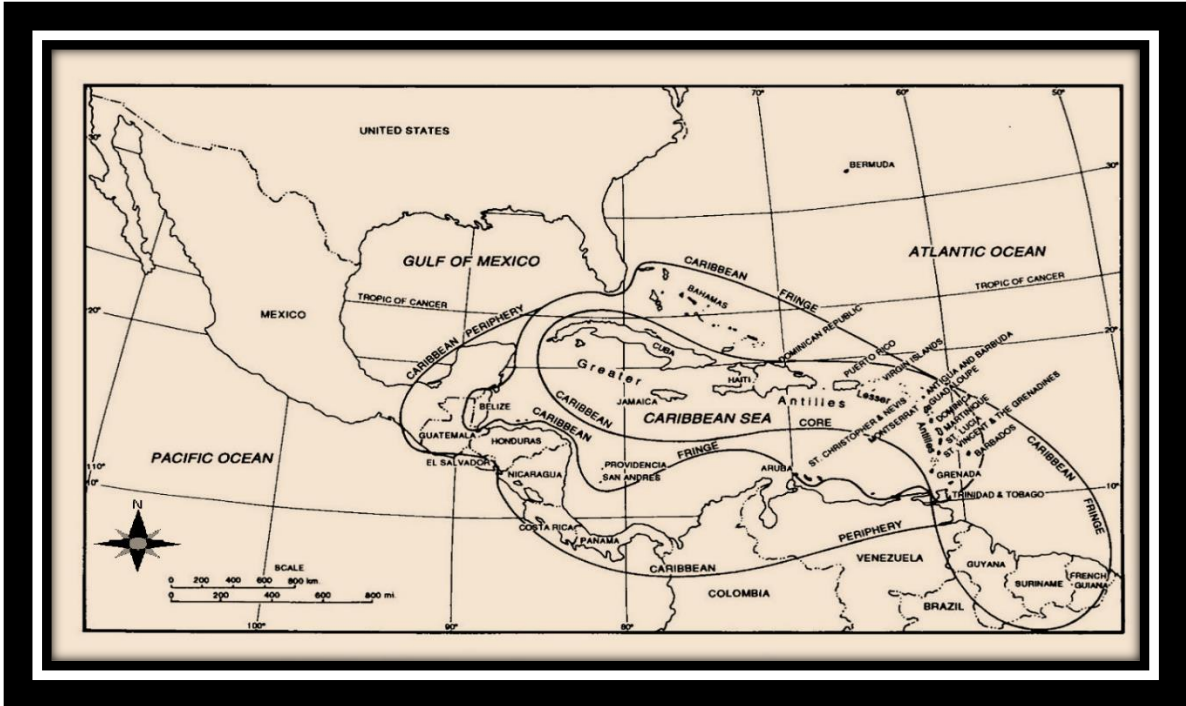 70°
60°
50°
UNITED STATES
30°
BERMUDA
30°
GULF OF MEXICO
ATLANTIC OCEAN
CARIBBEAN
FRINGE
TROPIC OF CANCER
TROPIC OF CANCER
BAHAMAS
MEXICO
20°
CARIBBEAN PERIPHERY
DOMINICAN REPUBLIC
20°
CUBA
PUERTO RICO
VIRGIN ISLANDS
ANTIGUA AND BARBUDA
GUADALOUPE
DOMINICA
MARTINIQUE
ST. LUCIA
ST. VINCENT & THE GRENADINES
BARBADOS
Greater
HAITI
Antilles
Lesser
Antilles
JAMAICA
BELIZE
CARIBBEAN
CARIBBEAN SEA
CORE
ST. CHRISTOPHER & NEVIS
MONTSERRAT
CARIBBEAN
FRINGE
GUATEMALA
HONDURAS
CARIBBEAN
FRINGE
PACIFIC OCEAN
EL SALVADOR
NICARAGUA
PROVIDENCIA
SAN ANDRES
ARUBA
GRENADA
TRINIDAD & TOBAGO
110°
10°
10°
N
COSTA RICA
PANAMA
CARIBBEAN
PERIPHERY
VENEZUELA
GUYANA
SURINAME
FRENCH
GUIANA
COLOMBIA
BRAZIL
SCALE
0 200 400 600 800 km.
0 200 400 800 mi.
100°
90°
80°